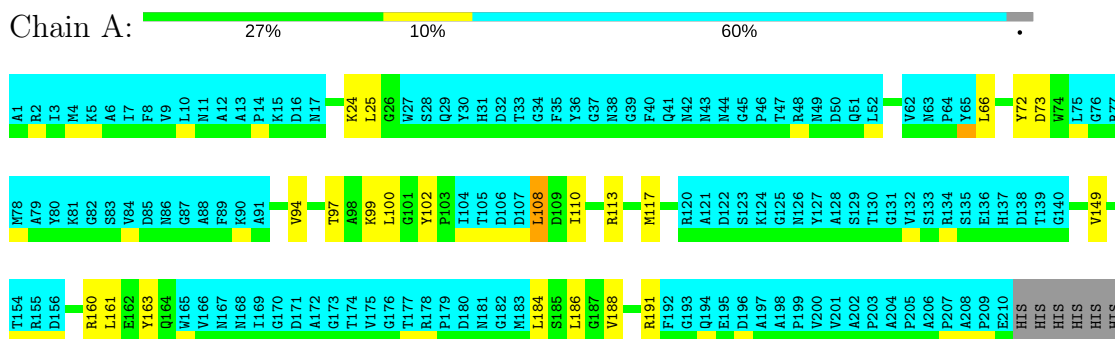 Chain A:
27% 10% 60% •
A1 R2 I3 M4 K5 A6 I7 F8 V9 L10 N11 A12 A13 P14 K15 D16 N17 K24 L25 G26 W27 S28 Q29 Y30 H31 D32 T33 G34 F35 Y36 G37 N38 G39 F40 Q41 N42 N43 N44 G45 P46 T47 R48 N49 D50 Q51 L52 V62 N63 P64 Y65 L66 Y72 D73 W74 L75 G76 R77
M78 A79 Y80 K81 G82 S83 V84 D85 N86 G87 A88 F89 K90 A91 V94 T97 A98 K99 L100 G101 Y102 P103 I104 T105 D106 D107 L108 D109 I110 R113 M117 R120 A121 D122 S123 K124 G125 N126 Y127 A128 S129 T130 G131 V132 S133 R134 S135 E136 H137 D138 T139 G140 V149
T154 R155 D156 R160 L161 E162 Y163 Q164 W165 V166 N167 N168 I169 G170 D171 A172 G173 T174 V175 G176 T177 R178 P179 D180 N181 G182 M183 L184 S185 L186 G187 V188 R191 F192 G193 Q194 E195 D196 A197 A198 P199 V200 V201 A202 P203 A204 P205 A206 P207 A208 P209 E210 HIS HIS HIS HIS HIS HIS